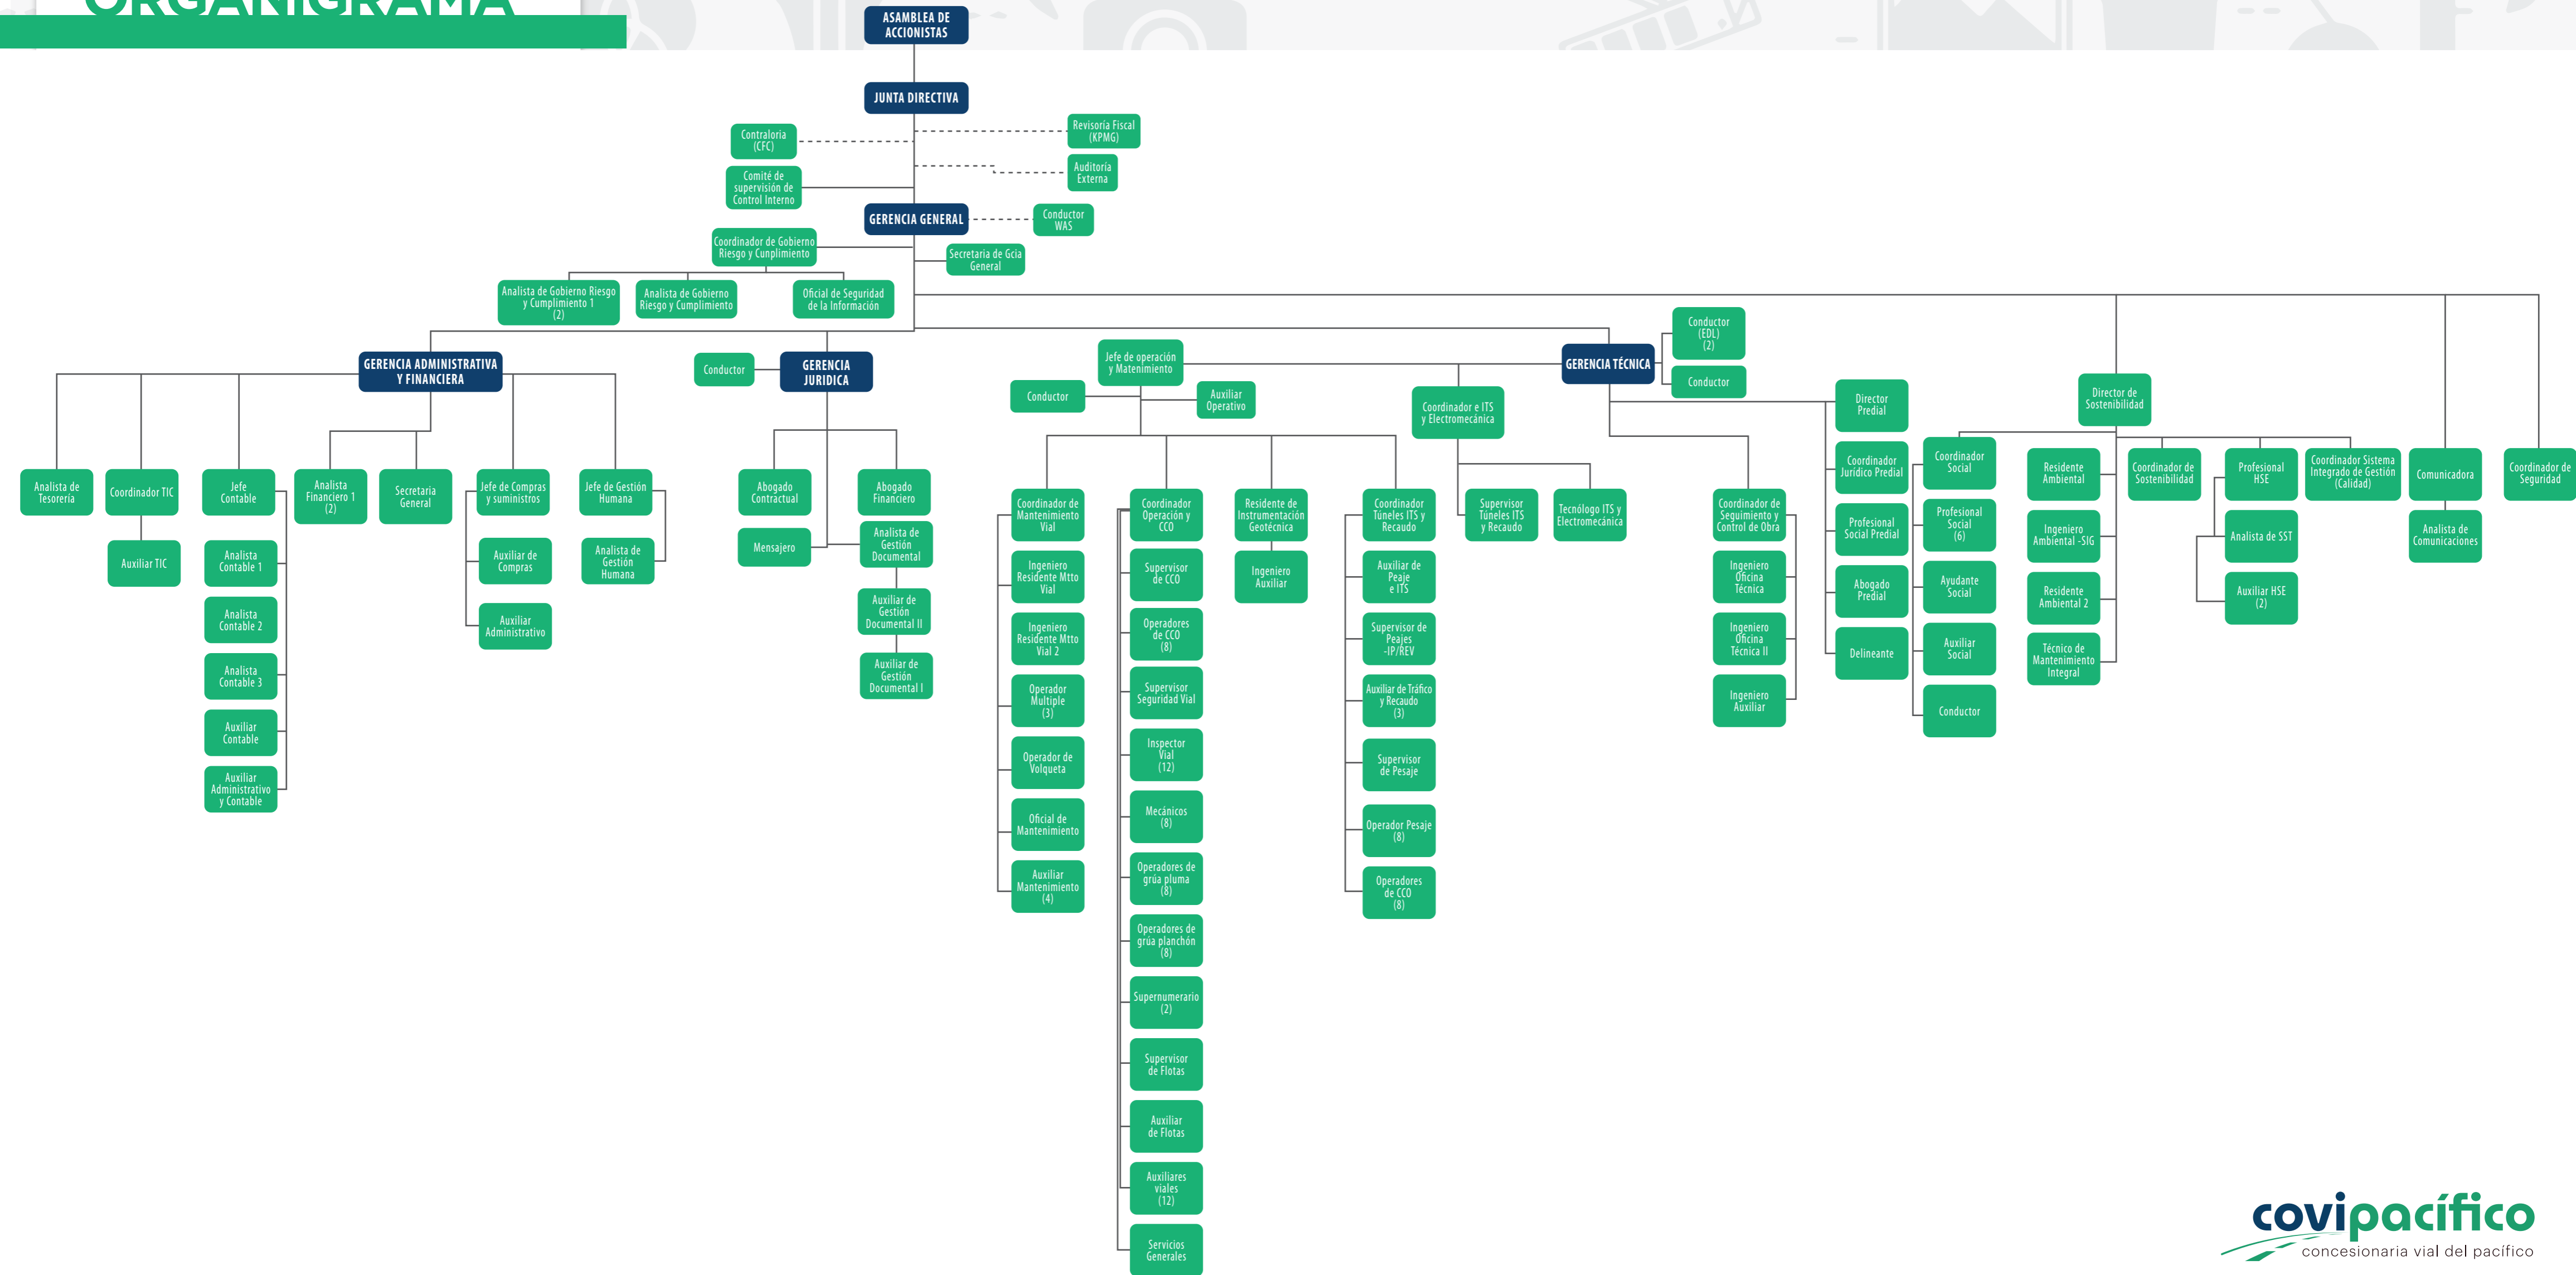 ORGANIGRAMA
ASAMBLEA DE
ACCIONISTAS
JUNTA DIRECTIVA
Contraloria
(CFC)
Revisoría Fiscal
(KPMG)
Auditoría
Externa
Comité de
supervisión de
Control Interno
GERENCIA GENERAL
Conductor
WAS
Coordinador de Gobierno
Riesgo y Cunplimiento
Secretaria de Gcia
General
Analista de Gobierno Riesgo
y Cumplimiento 1
(2)
Analista de Gobierno
Riesgo y Cumplimiento
Oficial de Seguridad
de la Información
GERENCIA ADMINISTRATIVA
Y FINANCIERA
Conductor
GERENCIA
JURIDICA
Jefe de operación
y Matenimiento
GERENCIA TÉCNICA
Conductor
(EDL)
(2)
Conductor
Conductor
Auxiliar
Operativo
Coordinador e ITS
y Electromecánica
Director
Predial
Director de
Sostenibilidad
Analista de
Tesorería
Coordinador TIC
Auxiliar TIC
Jefe
Contable
Analista
Contable 1
Analista
Contable 2
Analista
Contable 3
Auxiliar
Contable
Auxiliar
Administrativo
y Contable
Analista
Financiero 1
(2)
Secretaria
General
Jefe de Compras
y suministros
Auxiliar de
Compras
Auxiliar
Administrativo
Jefe de Gestión
Humana
Analista de
Gestión
Humana
Abogado
Contractual
Mensajero
Abogado
Financiero
Analista de
Gestión
Documental
Auxiliar de
Gestión
Documental II
Auxiliar de
Gestión
Documental I
Coordinador de
Mantenimiento
Vial
Ingeniero
Residente Mtto
Vial
Ingeniero
Residente Mtto
Vial 2
Operador
Multiple
(3)
Operador de
Volqueta
Oficial de
Mantenimiento
Auxiliar
Mantenimiento
(4)
Coordinador
Operación y
CCO
Supervisor
de CCO
Operadores
de CCO
(8)
Supervisor
Seguridad Vial
Inspector
Vial
(12)
Mecánicos
(8)
Operadores de
grúa pluma
(8)
Operadores de
grúa planchón
(8)
Supernumerario
(2)
Supervisor
de Flotas
Auxiliar
de Flotas
Auxiliares
viales
(12)
Servicios
Generales
Residente de
Instrumentación
Geotécnica
Ingeniero
Auxiliar
Coordinador
Túneles ITS y
Recaudo
Auxiliar de
Peaje
e ITS
Supervisor de
Peajes
-IP/REV
Auxiliar de Tráfico
y Recaudo
(3)
Supervisor
de Pesaje
Operador Pesaje
(8)
Operadores
de CCO
(8)
Supervisor
Túneles ITS
y Recaudo
Tecnólogo ITS y
Electromecánica
Coordinador de
Seguimiento y
Control de Obra
Ingeniero
Oficina
Técnica
Ingeniero
Oficina
Técnica II
Ingeniero
Auxiliar
Coordinador
Jurídico Predial
Profesional
Social Predial
Abogado
Predial
Delineante
Coordinador
Social
Profesional
Social
(6)
Ayudante
Social
Auxiliar
Social
Conductor
Residente
Ambiental
Ingeniero
Ambiental -SIG
Residente
Ambiental 2
Técnico de
Mantenimiento
Integral
Coordinador de
Sostenibilidad
Profesional
HSE
Analista de SST
Auxiliar HSE
(2)
Coordinador Sistema
Integrado de Gestión
(Calidad)
Comunicadora
Analista de
Comunicaciones
Coordinador de
Seguridad
covipacífico
concesionaria vial del pacífico